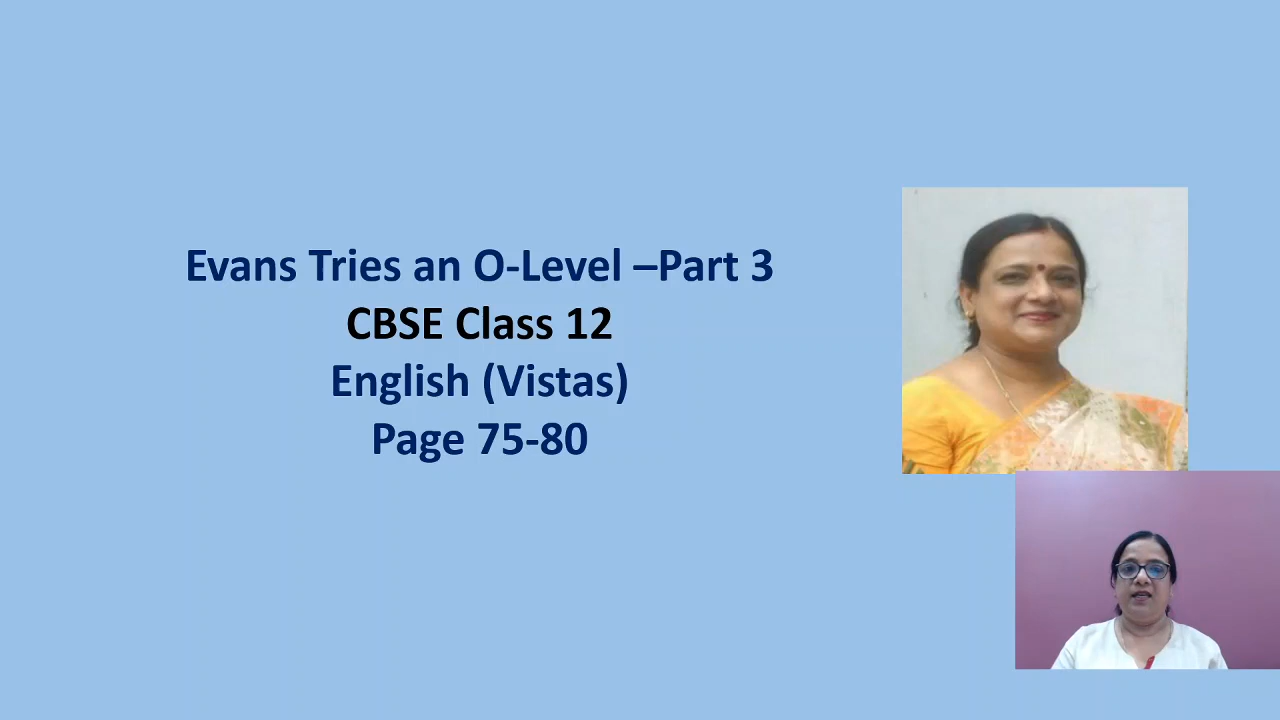 Evans Tries an O-Level –Part 3
CBSE Class 12
English (Vistas)
Page 75-80